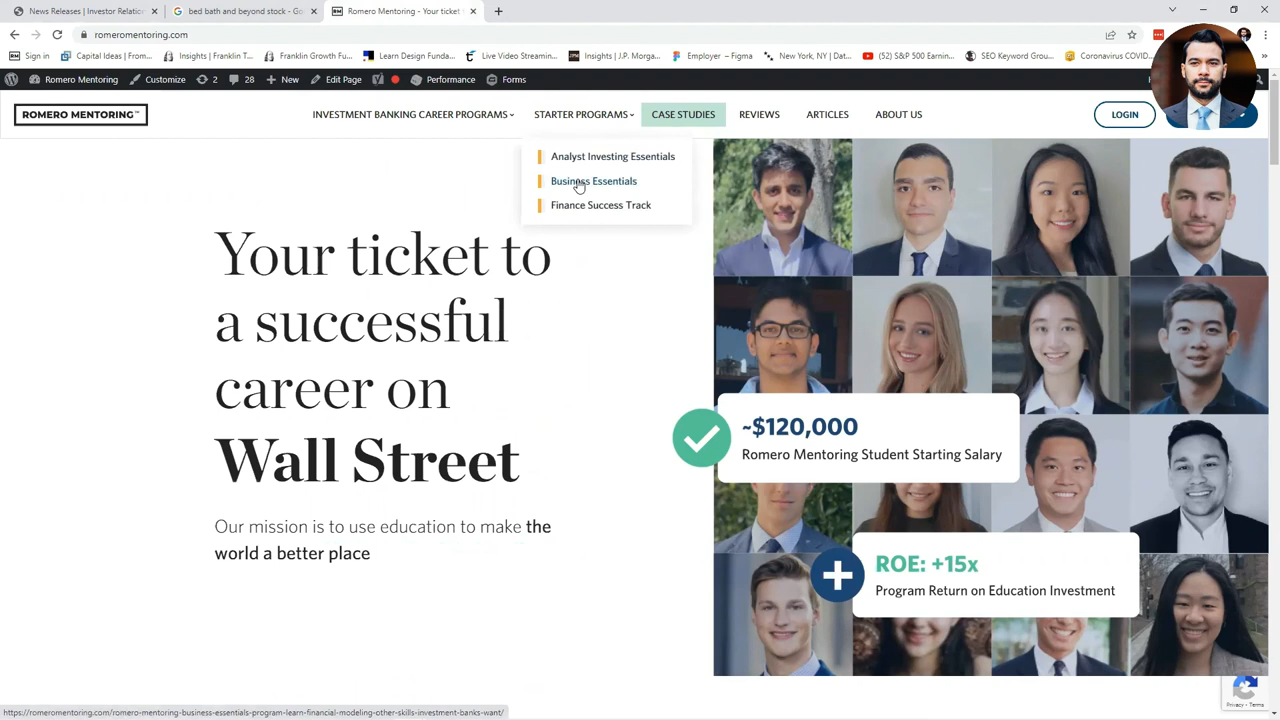 News Releases | Investor Relatio
bed bath and beyond stock - Go
Romero Mentoring - Your ticket
romeromentoring.com
Sign in
Capital Ideas | From...
Insights | Franklin T...
Franklin Growth Fu...
Learn Design Funda...
Live Video Streamin...
Insights | J.P. Morga...
Employer – Figma
New York, NY | Dat...
(52) S&P 500 Earnin...
SEO Keyword Grou...
Coronavirus COVID...
Romero Mentoring
Customize
2
28
New
Edit Page
Performance
Forms
ROMERO MENTORING™
INVESTMENT BANKING CAREER PROGRAMS
STARTER PROGRAMS
CASE STUDIES
REVIEWS
ARTICLES
ABOUT US
LOGIN
Analyst Investing Essentials
Business Essentials
Finance Success Track
Your ticket to
a successful
career on
Wall Street
Our mission is to use education to make the
world a better place
~$120,000
Romero Mentoring Student Starting Salary
ROE: +15x
Program Return on Education Investment
Privacy - Terms
https://romeromentoring.com/romero-mentoring-business-essentials-program-learn-financial-modeling-other-skills-investment-banks-want/